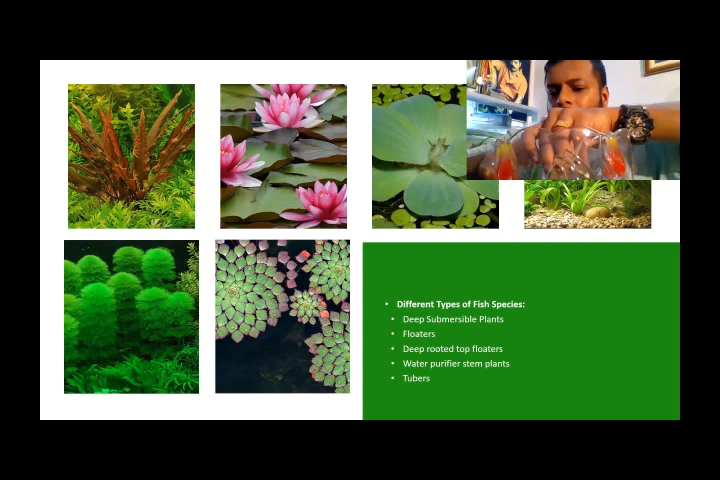 Different Types of Fish Species:
Deep Submersible Plants
Floaters
Deep rooted top floaters
Water purifier stem plants
Tubers